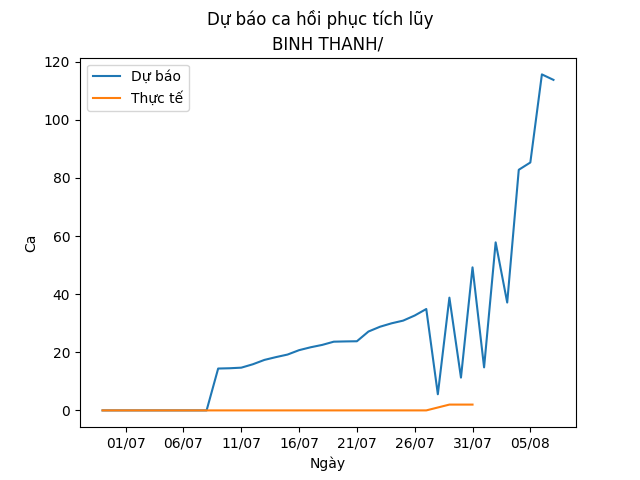 Dự báo ca hồi phục tích lũy
BINH THANH/
Dự báo
Thực tế
120
100
80
60
40
20
0
Ca
01/07 06/07 11/07 16/07 21/07 26/07 31/07 05/08
Ngày